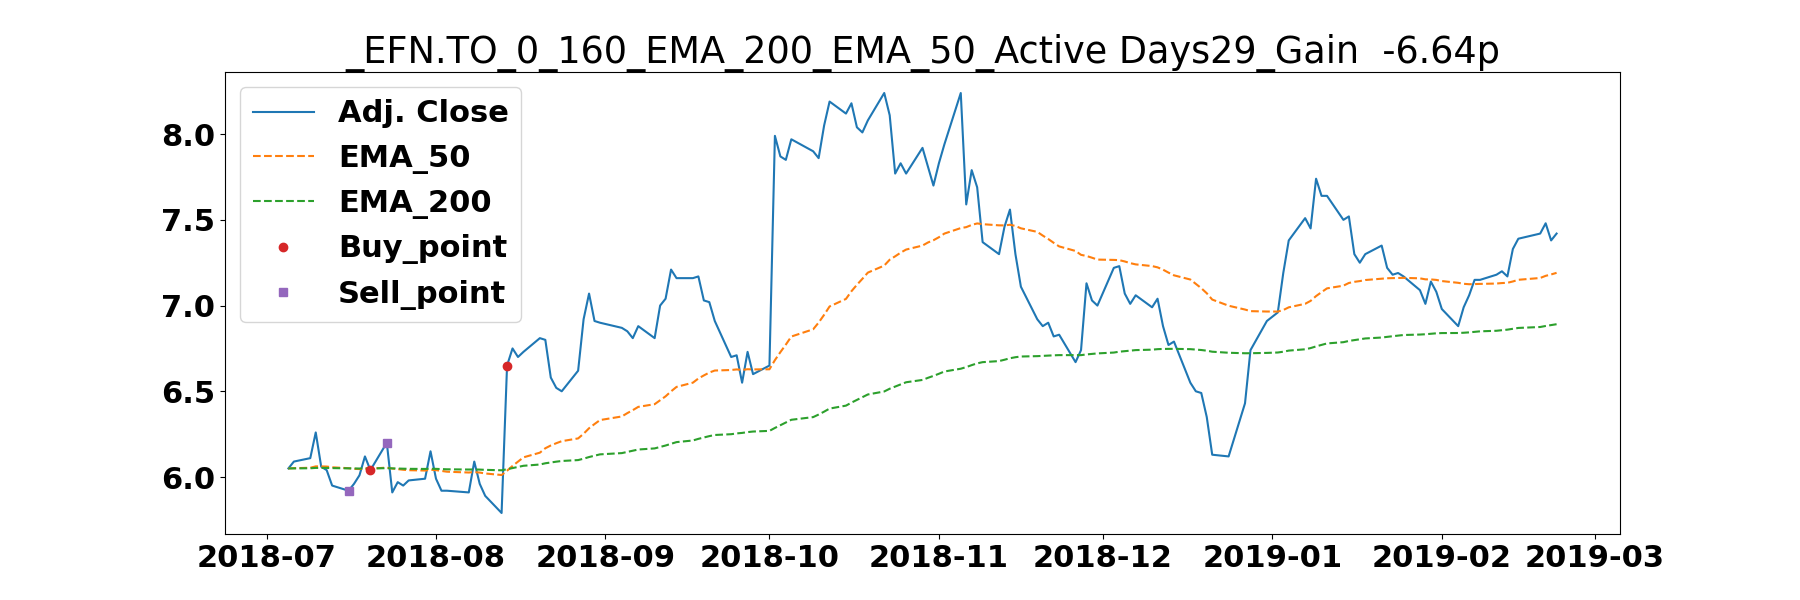 _EFN.TO_0_160_EMA_200_EMA_50_Active Days29_Gain  -6.64p
Adj. Close
EMA_50
EMA_200
Buy_point
Sell_point
8.0
7.5
7.0
6.5
6.0
2018-07 2018-08 2018-09 2018-10 2018-11 2018-12 2019-01 2019-02 2019-03